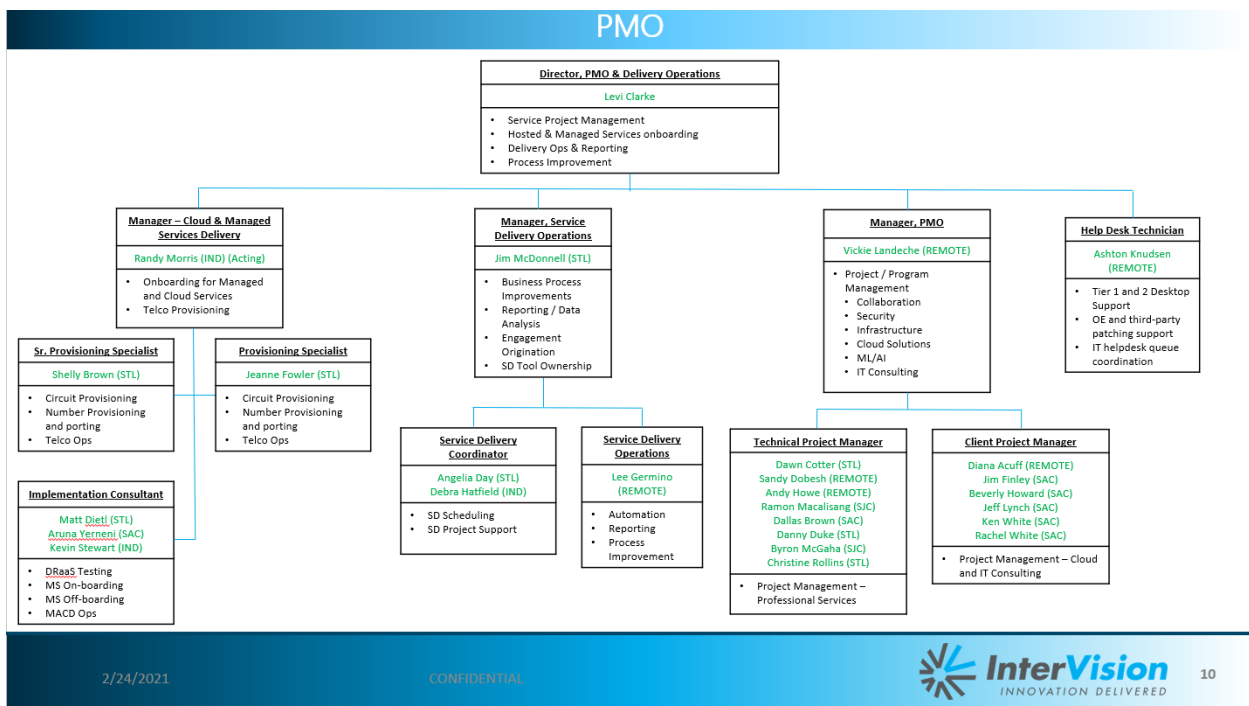 PMO
Director, PMO & Delivery Operations
Levi Clarke
• Service Project Management
• Hosted & Managed Services onboarding
• Delivery Ops & Reporting
• Process Improvement
Manager – Cloud & Managed
Services Delivery
Randy Morris (IND) (Acting)
• Onboarding for Managed
and Cloud Services
• Telco Provisioning
Manager, Service
Delivery Operations
Jim McDonnell (STL)
• Business Process
Improvements
• Reporting / Data
Analysis
• Engagement
Origination
• SD Tool Ownership
Manager, PMO
Vickie Landeche (REMOTE)
• Project / Program
Management
• Collaboration
• Security
• Infrastructure
• Cloud Solutions
• ML/AI
• IT Consulting
Help Desk Technician
Ashton Knudsen
(REMOTE)
• Tier 1 and 2 Desktop
Support
• OE and third-party
patching support
• IT helpdesk queue
coordination
Sr. Provisioning Specialist
Shelly Brown (STL)
• Circuit Provisioning
• Number Provisioning
and porting
• Telco Ops
Provisioning Specialist
Jeanne Fowler (STL)
• Circuit Provisioning
• Number Provisioning
and porting
• Telco Ops
Implementation Consultant
Matt Dietl (STL)
Aruna Yerneni (SAC)
Kevin Stewart (IND)
• DRaaS Testing
• MS On-boarding
• MS Off-boarding
• MACD Ops
Service Delivery
Coordinator
Angelia Day (STL)
Debra Hatfield (IND)
• SD Scheduling
• SD Project Support
Service Delivery
Operations
Lee Germino
(REMOTE)
• Automation
• Reporting
• Process
Improvement
Technical Project Manager
Dawn Cotter (STL)
Sandy Dobesh (REMOTE)
Andy Howe (REMOTE)
Ramon Macalisang (SJC)
Dallas Brown (SAC)
Danny Duke (STL)
Byron McGaha (SJC)
Christine Rollins (STL)
• Project Management –
Professional Services
Client Project Manager
Diana Acuff (REMOTE)
Jim Finley (SAC)
Beverly Howard (SAC)
Jeff Lynch (SAC)
Ken White (SAC)
Rachel White (SAC)
• Project Management – Cloud
and IT Consulting
2/24/2021
CONFIDENTIAL
InterVision
INNOVATION DELIVERED
10